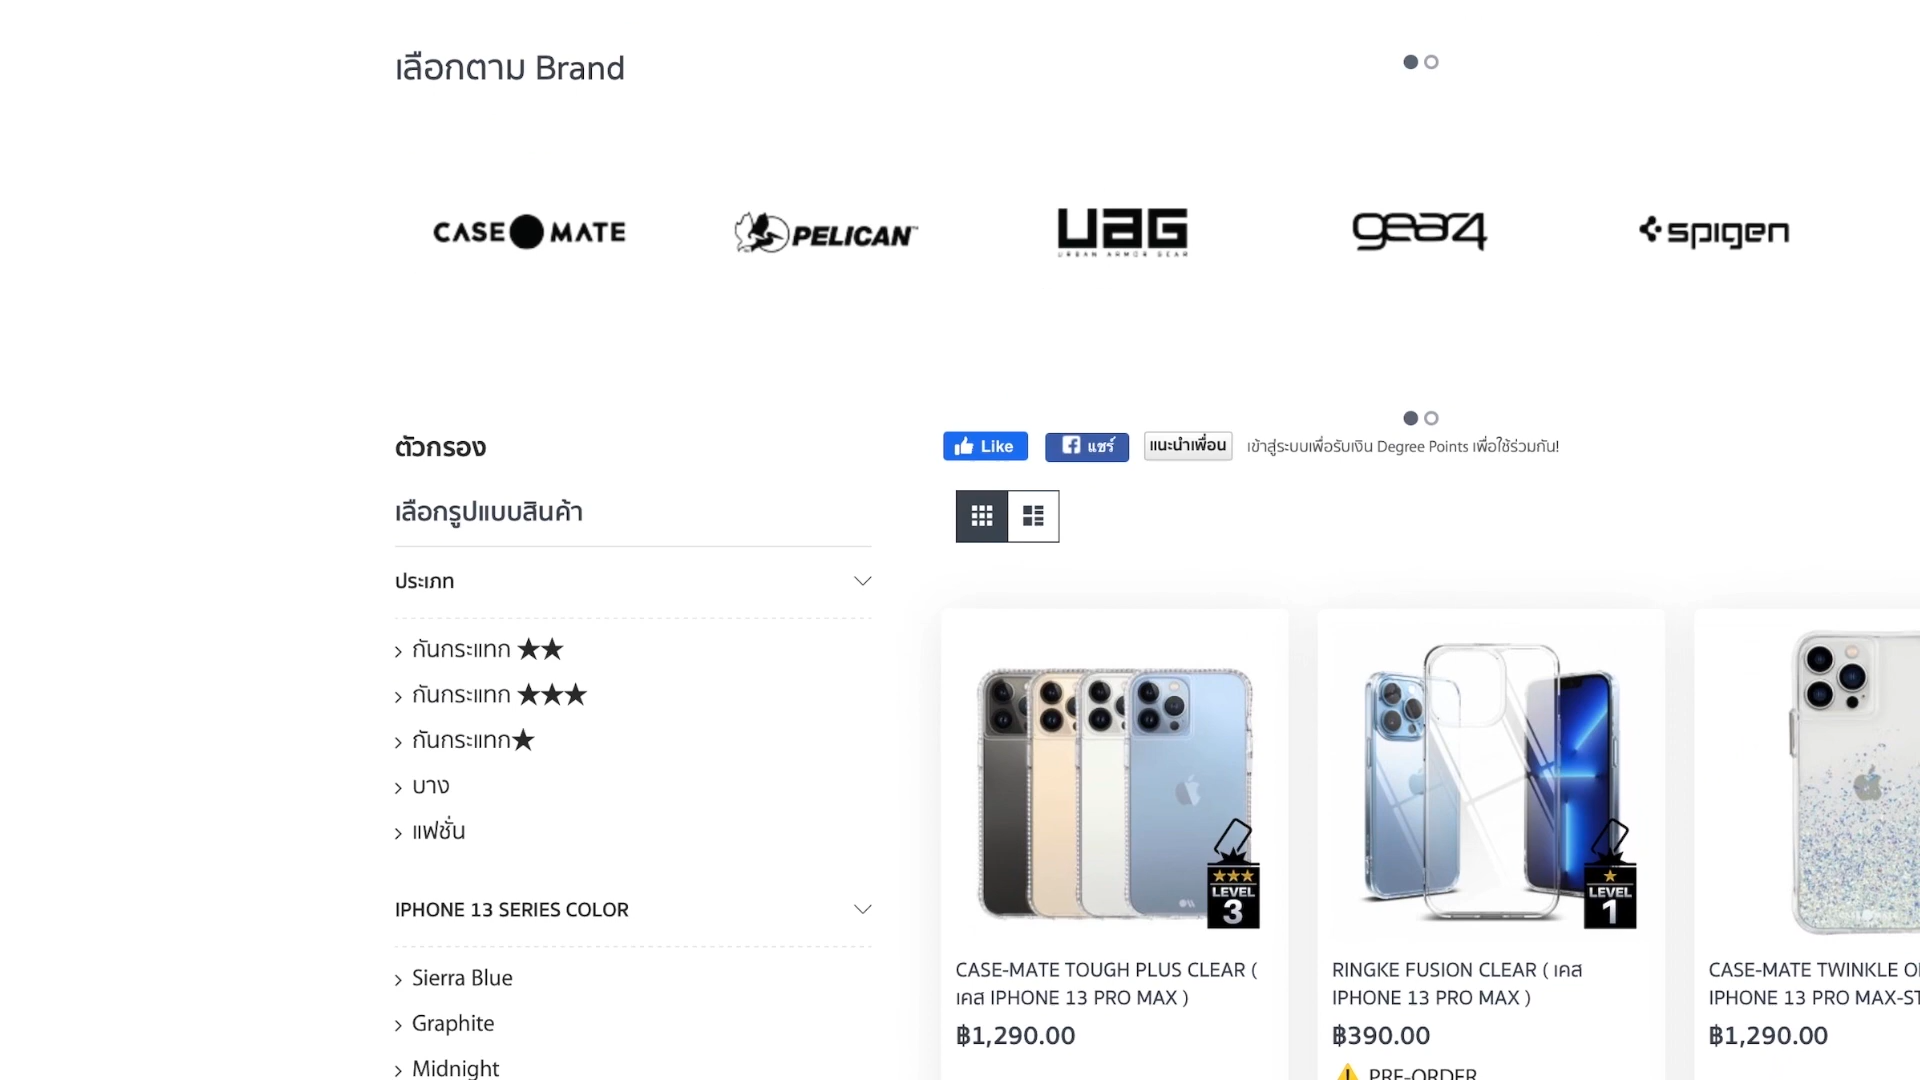 เลือกตาม Brand
CASE MATE
PELICAN™
UAG
URBAN ARMOR GEAR
gear4
spigen
ตัวกรอง
Like
แชร์
แนะนำเพื่อน
เข้าสู่ระบบเพื่อรับเงิน Degree Points เพื่อใช้ร่วมกัน!
เลือกรูปแบบสินค้า
ประเภท
กันกระแทก ★★
กันกระแทก ★★★
กันกระแทก★
บาง
แฟชั่น
IPHONE 13 SERIES COLOR
Sierra Blue
Graphite
Midnight
LEVEL
3
CASE-MATE TOUGH PLUS CLEAR (
เคส IPHONE 13 PRO MAX )
฿1,290.00
LEVEL
1
RINGKE FUSION CLEAR ( เคส
IPHONE 13 PRO MAX )
฿390.00
PRE-ORDER
CASE-MATE
CASE-MATE TWINKLE O
IPHONE 13 PRO MAX-ST
฿1,290.00